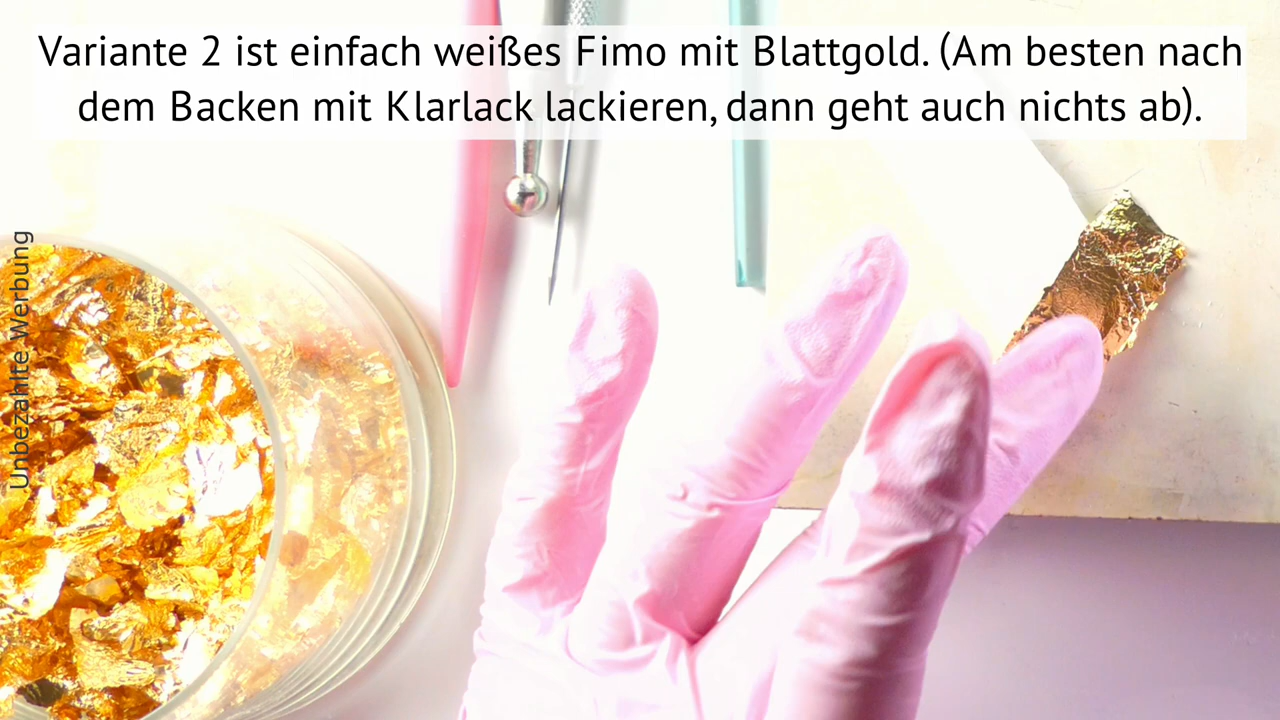 Variante 2 ist einfach weißes Fimo mit Blattgold. (Am besten nach
dem Backen mit Klarlack lackieren, dann geht auch nichts ab).
Unbezahlte Werbung